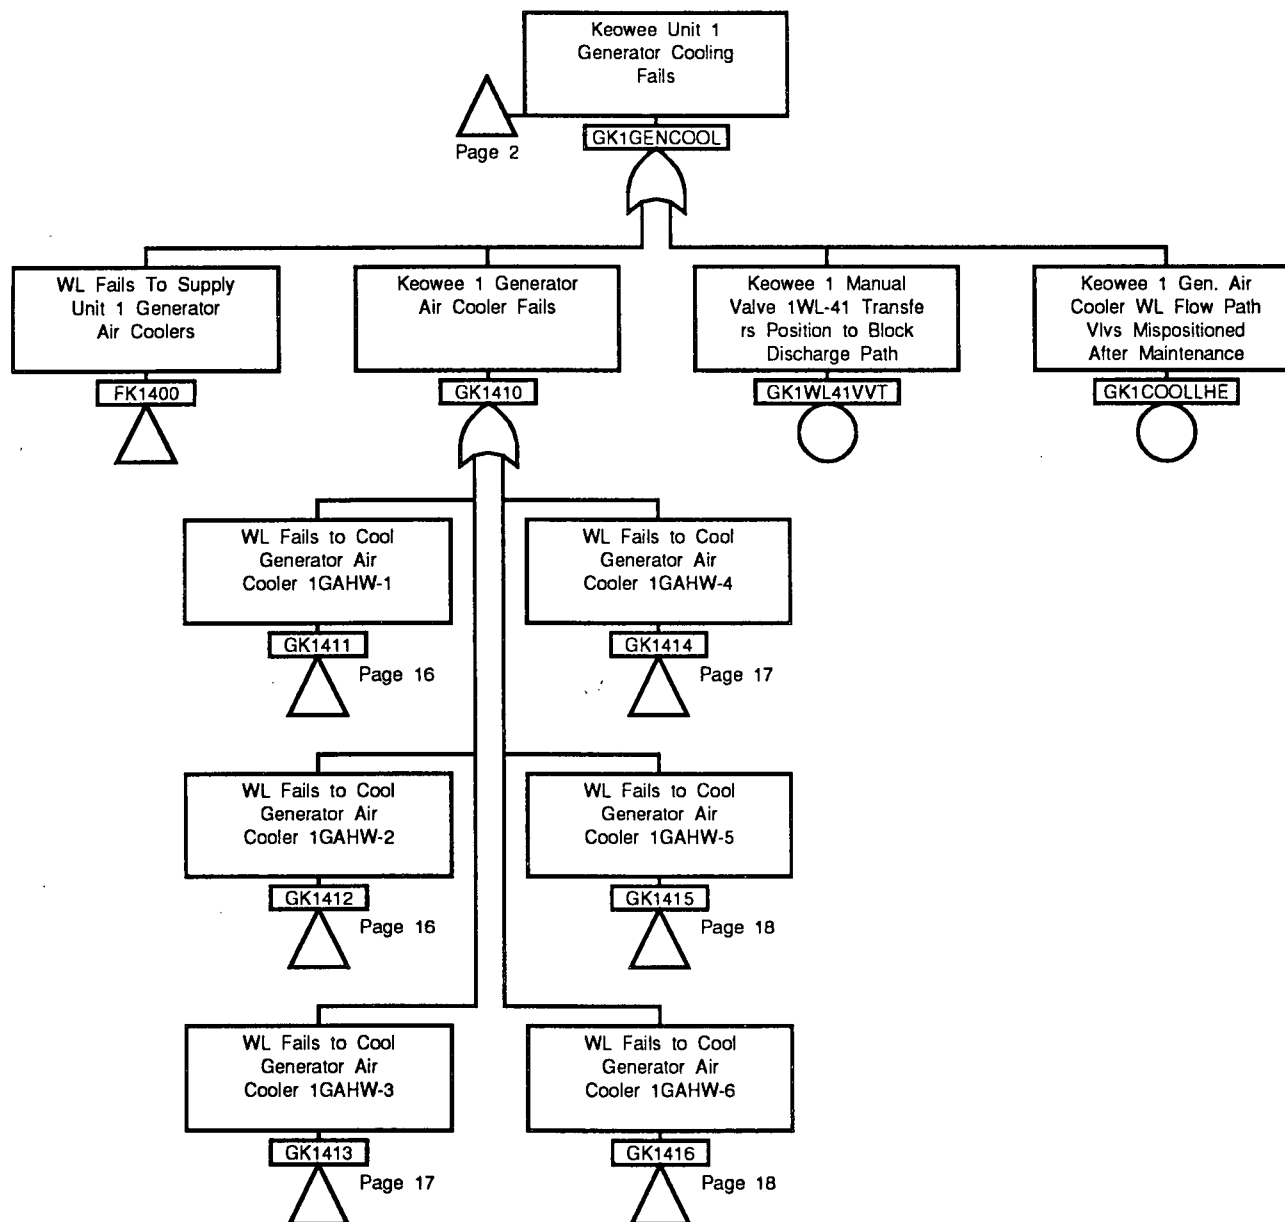 Keowee Unit 1
Generator Cooling
Fails
Page 2
GK1GENCOOL
WL Fails To Supply
Unit 1 Generator
Air Coolers
FK1400
Keowee 1 Generator
Air Cooler Fails
GK1410
Keowee 1 Manual
Valve 1WL-41 Transfe
rs Position to Block
Discharge Path
GK1WL41VVT
Keowee 1 Gen. Air
Cooler WL Flow Path
Vlvs Mispositioned
After Maintenance
GK1COOLLHE
WL Fails to Cool
Generator Air
Cooler 1GAHW-1
GK1411
Page 16
WL Fails to Cool
Generator Air
Cooler 1GAHW-4
GK1414
Page 17
WL Fails to Cool
Generator Air
Cooler 1GAHW-2
GK1412
Page 16
WL Fails to Cool
Generator Air
Cooler 1GAHW-5
GK1415
Page 18
WL Fails to Cool
Generator Air
Cooler 1GAHW-3
GK1413
Page 17
WL Fails to Cool
Generator Air
Cooler 1GAHW-6
GK1416
Page 18